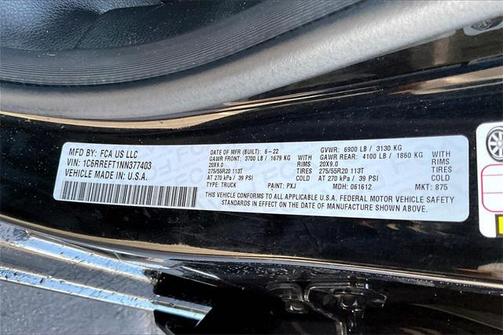 MFD BY: FCA US LLC
VIN: 1C6RREFT1NN377403
VEHICLE MADE IN U.S.A.
DATE OF MFR (BUILT): 6-22
GAWR FRONT: 3700 LB / 1679 KG
WITH
20X9.0 RIMS
275/55R20 113T
AT 270 kPa / 39 PSI
TYPE: TRUCK
PAINT: PXJ
GVWR: 6900 LB / 3130 KG
GAWR REAR: 4100 LB / 1860 KG
WITH
20X9.0 RIMS
275/55R20 113T
AT 270 kPa / 39 PSI
MDH: 061612
MKT: 875
THIS VEHICLE CONFORMS TO ALL APPLICABLE U.S.A. FEDERAL MOTOR VEHICLE SAFETY
STANDARDS IN EFFECT ON THE DATE OF MANUFACTURE SHOWN ABOVE.